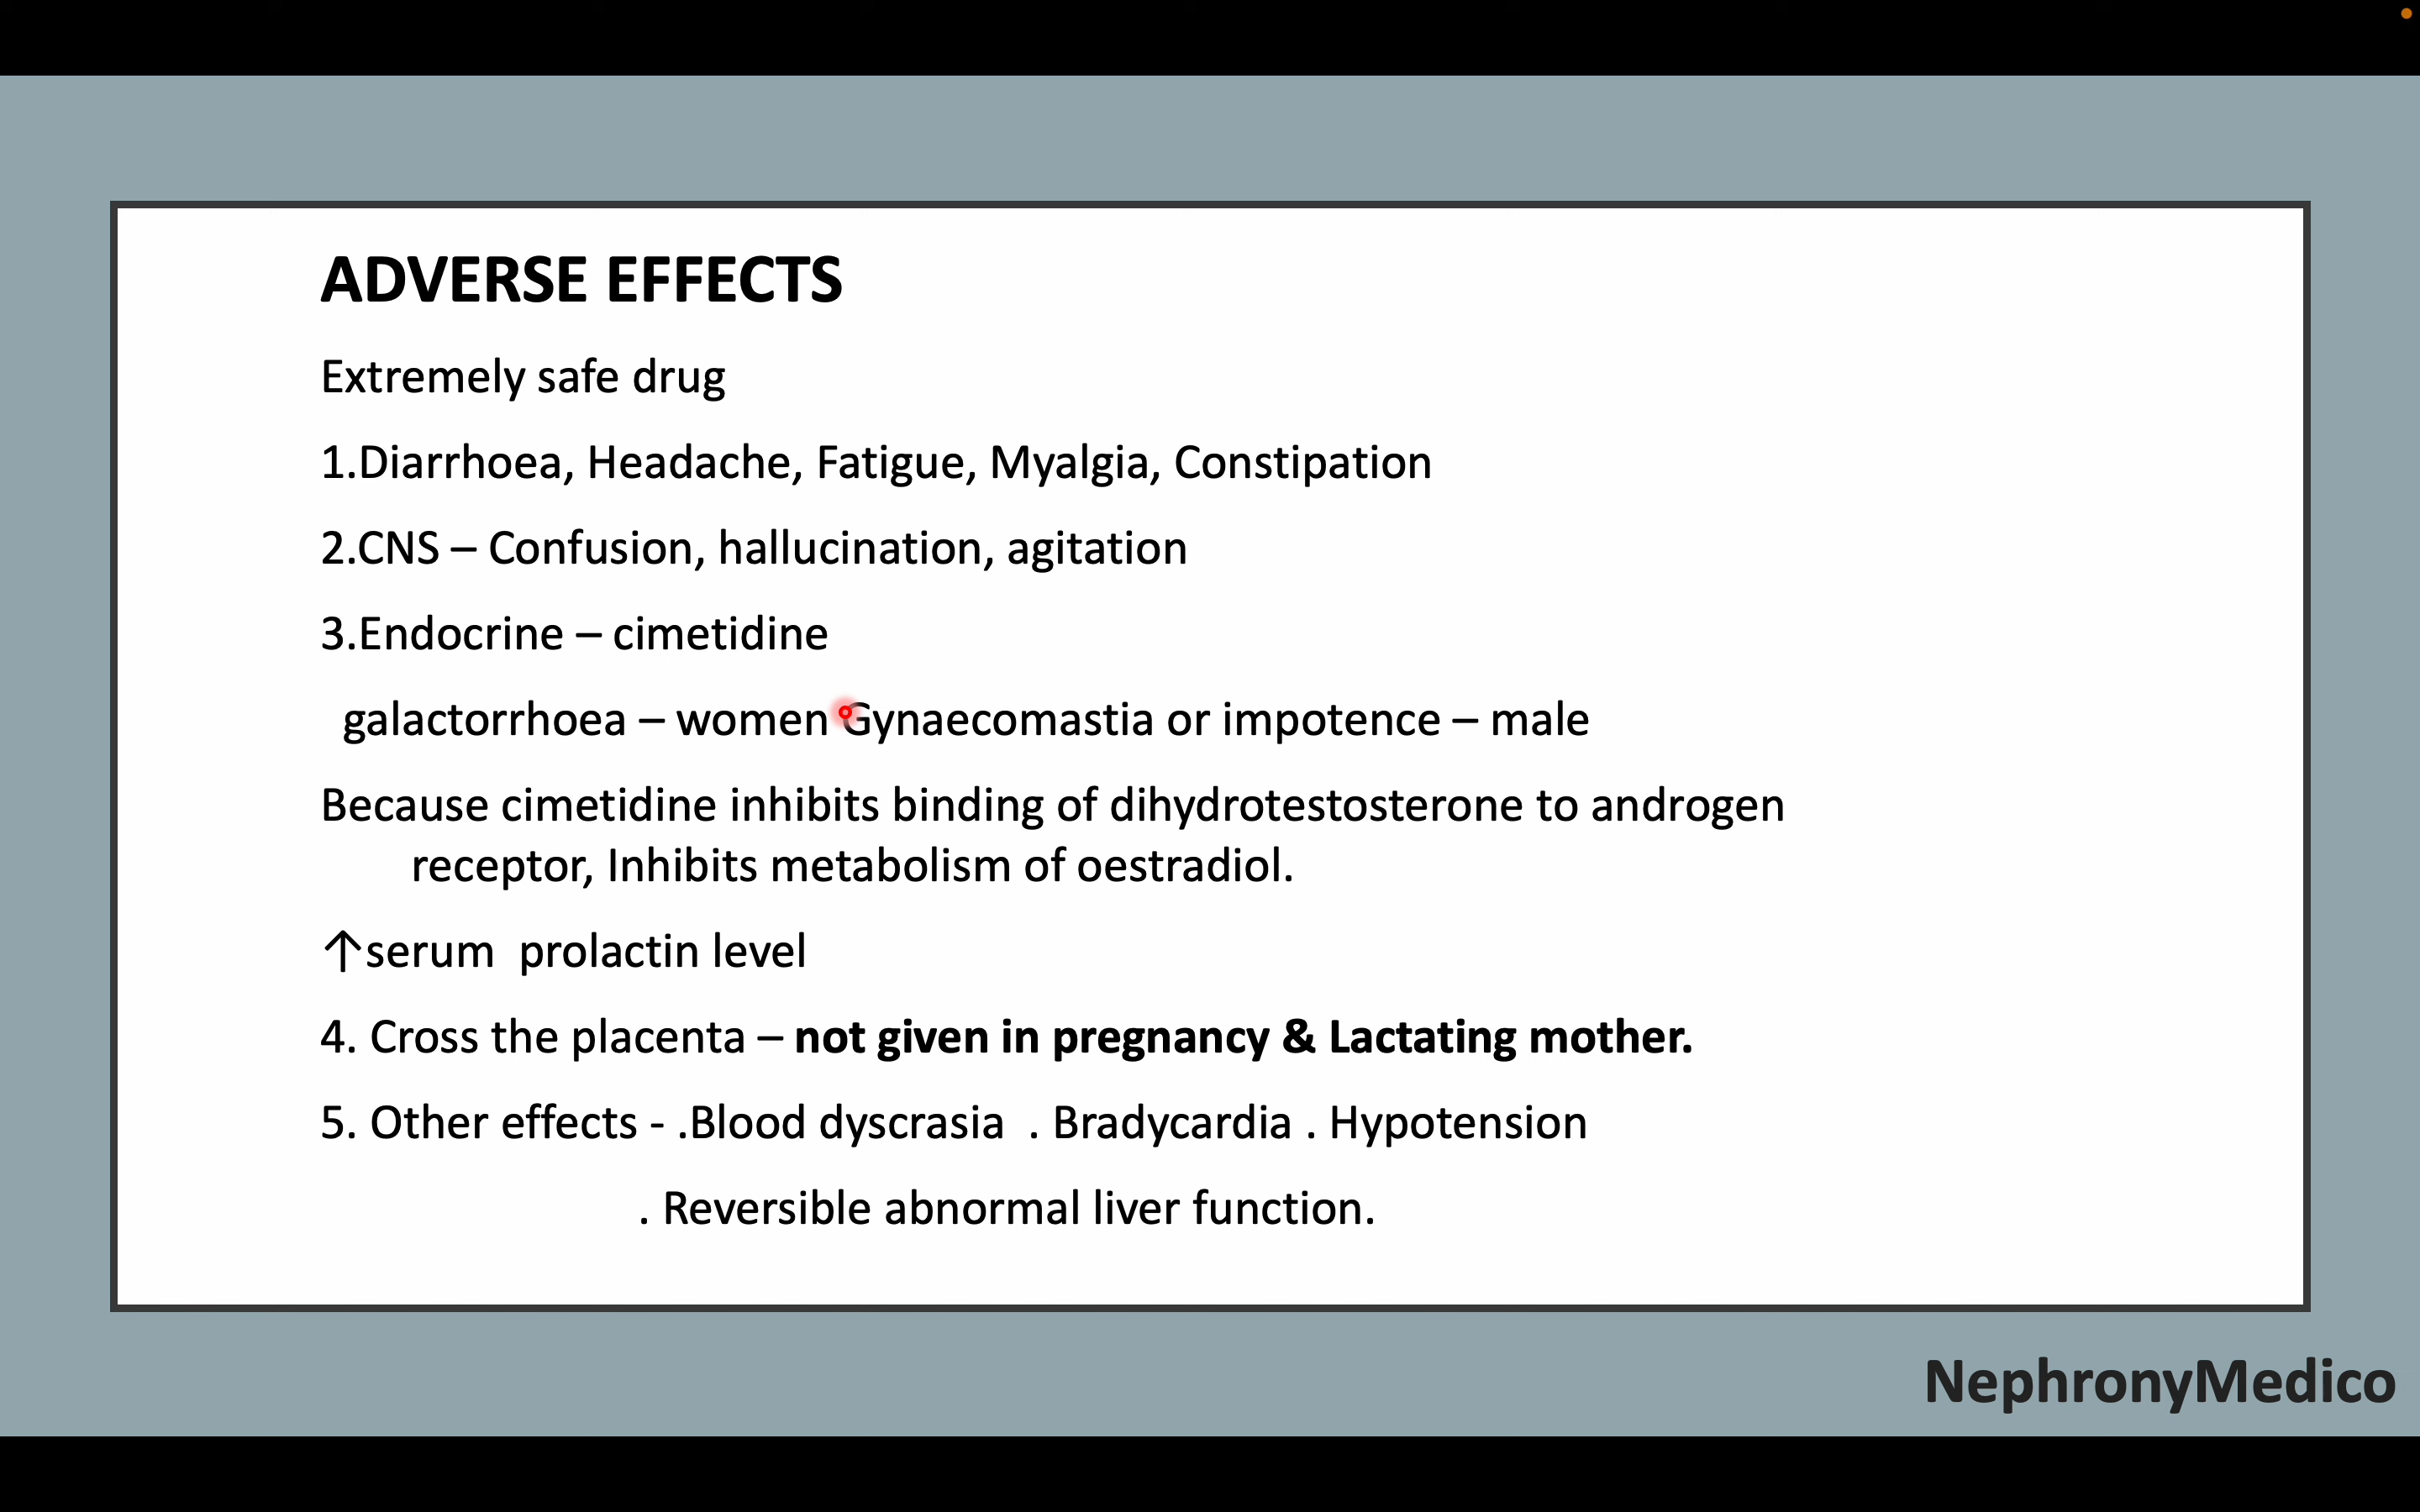 ADVERSE EFFECTS
Extremely safe drug
1.Diarrhoea, Headache, Fatigue, Myalgia, Constipation
2.CNS – Confusion, hallucination, agitation
3.Endocrine – cimetidine
galactorrhoea – women Gynaecomastia or impotence – male
Because cimetidine inhibits binding of dihydrotestosterone to androgen
receptor, Inhibits metabolism of oestradiol.
↑serum prolactin level
4. Cross the placenta – not given in pregnancy & Lactating mother.
5. Other effects - .Blood dyscrasia . Bradycardia . Hypotension
. Reversible abnormal liver function.
NephronyMedico